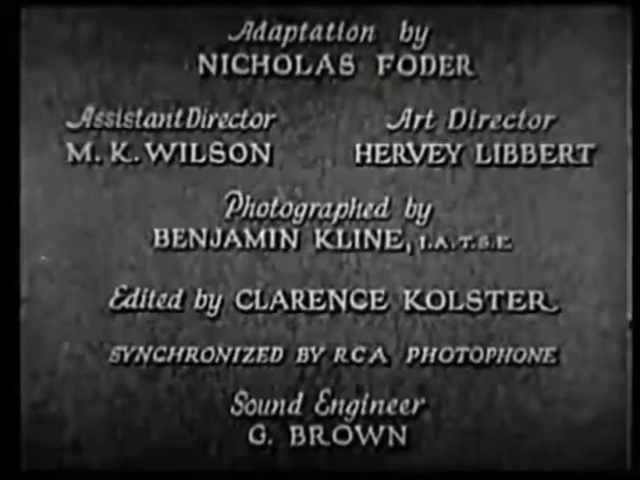 Adaptation by
NICHOLAS FODER
Assistant Director
M. K. WILSON
Art Director
HERVEY LIBBERT
Photographed by
BENJAMIN KLINE, I.A.T.S.E
Edited by CLARENCE KOLSTER
SYNCHRONIZED BY RCA PHOTOPHONE
Sound Engineer
G. BROWN